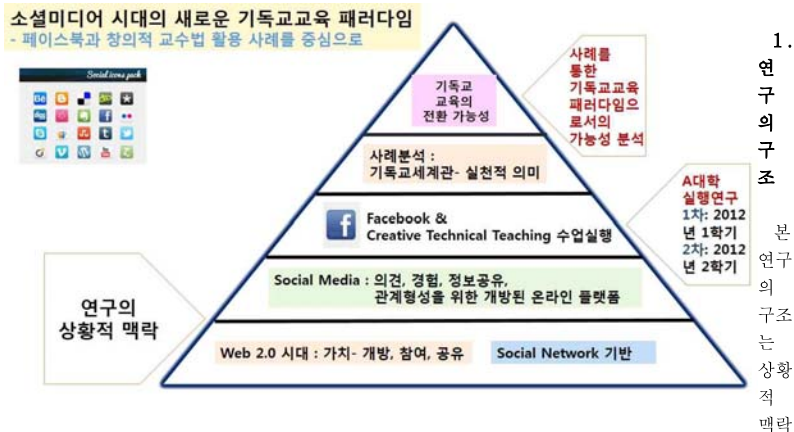 소셜미디어 시대의 새로운 기독교교육 패러다임
- 페이스북과 창의적 교수법 활용 사례를 중심으로
Social icons pack
기독교
교육의
전환 가능성
사례를
통한
기독교교육
패러다임으
로서의
가능성 분석
사례분석 :
기독교세계관- 실천적 의미
Facebook &
Creative Technical Teaching 수업실행
A대학
실행연구
1차: 2012
년 1학기
2차: 2012
년 2학기
Social Media : 의견, 경험, 정보공유,
관계형성을 위한 개방된 온라인 플랫폼
연구의
상황적 맥락
Web 2.0 시대 : 가치- 개방, 참여, 공유
Social Network 기반
1.
연
구
의
구
조
본
연구
의
구조
는
상황
적
맥락